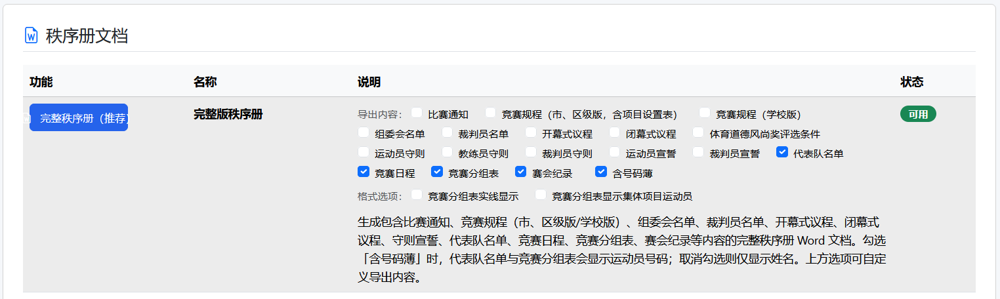 秩序册文档
功能 名称 说明 状态
完整秩序册（推荐） 完整版秩序册 导出内容： 比赛通知 竞赛规程（市、区级版，含项目设置表） 竞赛规程（学校版） 可用
组委会名单 裁判员名单 开幕式议程 闭幕式议程 体育道德风尚奖评选条件
运动员守则 教练员守则 裁判员守则 运动员宣誓 裁判员宣誓 代表队名单
竞赛日程 竞赛分组表 赛会纪录 含号码薄
格式选项： 竞赛分组表实线显示 竞赛分组表显示集体项目运动员
生成包含比赛通知、竞赛规程（市、区级版/学校版）、组委会名单、裁判员名单、开幕式议程、闭幕式
议程、守则宣誓、代表队名单、竞赛日程、竞赛分组表、赛会纪录等内容的完整秩序册 Word 文档。勾选
「含号码薄」时，代表队名单与竞赛分组表会显示运动员号码；取消勾选则仅显示姓名。上方选项可自定
义导出内容。